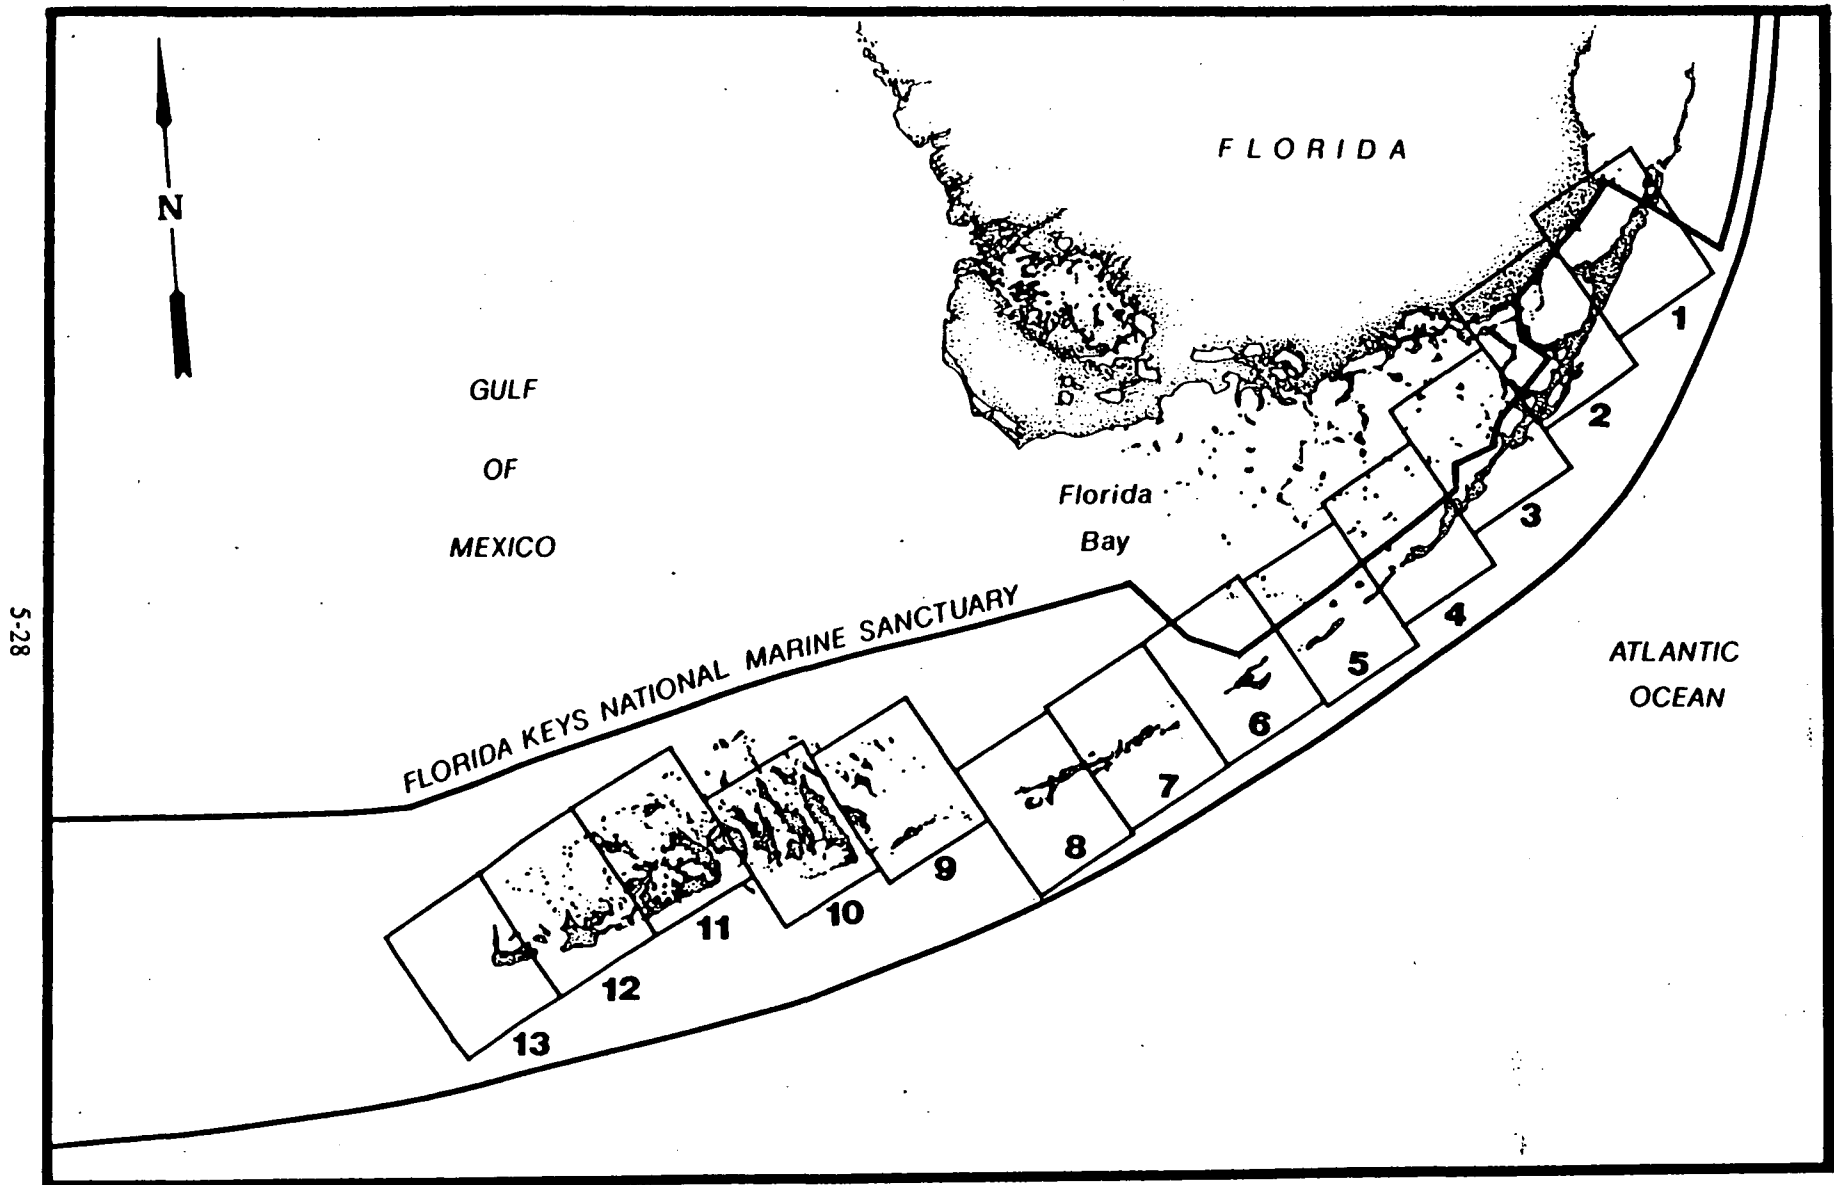 N
FLORIDA
GULF
OF
MEXICO
Florida
Bay
FLORIDA KEYS NATIONAL MARINE SANCTUARY
ATLANTIC
OCEAN
1
2
3
4
5
6
7
8
9
10
11
12
13
5-28